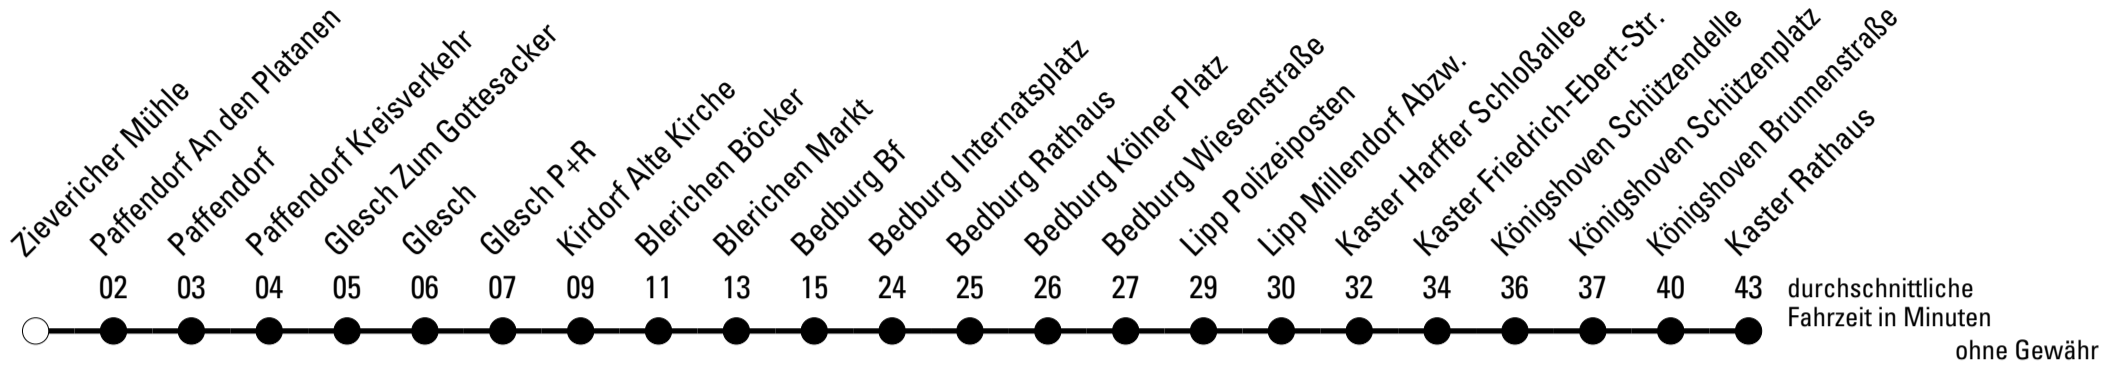 Zievericher Mühle
Paffendorf An den Platanen
Paffendorf
Paffendorf Kreisverkehr
Glesch Zum Gottesacker
Glesch
Glesch P+R
Kirdorf Alte Kirche
Blerichen Böcker
Blerichen Markt
Bedburg Bf
Bedburg Internatsplatz
Bedburg Rathaus
Bedburg Kölner Platz
Bedburg Wiesenstraße
Lipp Polizeiposten
Lipp Millendorf Abzw.
Kaster Harffer Schloßallee
Kaster Friedrich-Ebert-Str.
Königshoven Schützendelle
Königshoven Schützenplatz
Königshoven Brunnenstraße
Kaster Rathaus
02 03 04 05 06 07 09 11 13 15 24 25 26 27 29 30 32 34 36 37 40 43
durchschnittliche
Fahrzeit in Minuten
ohne Gewähr